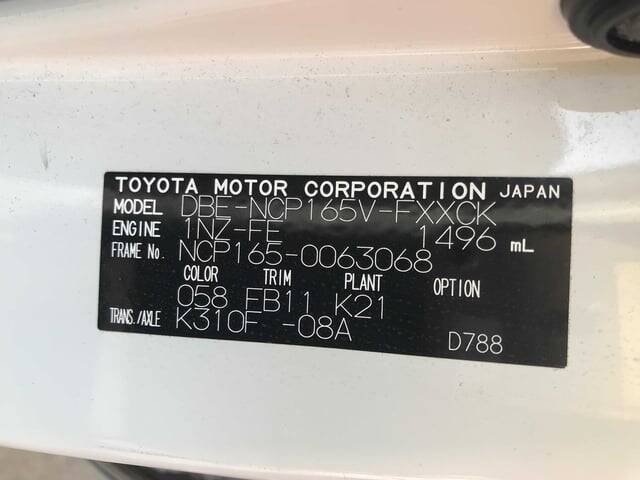 TOYOTA MOTOR CORPORATION JAPAN
MODEL DBE-NCP165V-FXXCK
ENGINE 1NZ-FE 1496 mL
FRAME No. NCP165-0063068
COLOR TRIM PLANT OPTION
058 FB11 K21
TRANS./AXLE K310F -08A
D788